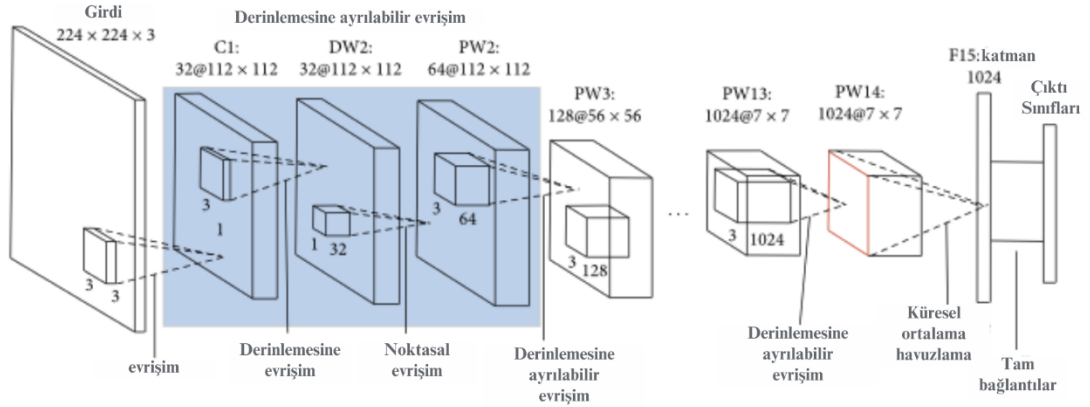 Girdi
224 × 224 × 3
Derinlemesine ayrılabilir evrişim
C1:
32@112 × 112
DW2:
32@112 × 112
PW2:
64@112 × 112
PW3:
128@56 × 56
PW13:
1024@7 × 7
PW14:
1024@7 × 7
F15:katman
1024
Çıktı
Sınıfları
3
3
3
1
1
32
3
64
3
128
...
3
1024
evrişim
Derinlemesine
evrişim
Noktasal
evrişim
Derinlemesine
ayrılabilir
evrişim
Derinlemesine
ayrılabilir
evrişim
Küresel
ortalama
havuzlama
Tam
bağlantılar